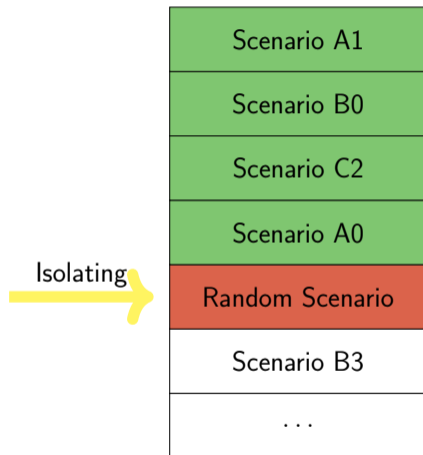 Scenario A1
Scenario B0
Scenario C2
Scenario A0
Isolating
Random Scenario
Scenario B3
...